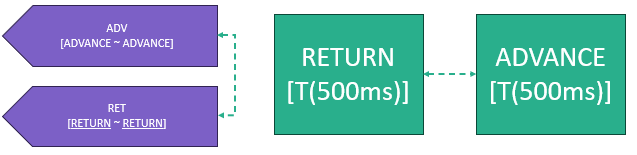 ADV
[ADVANCE ~ ADVANCE]
RET
[RETURN ~ RETURN]
RETURN
[T(500ms)]
ADVANCE
[T(500ms)]